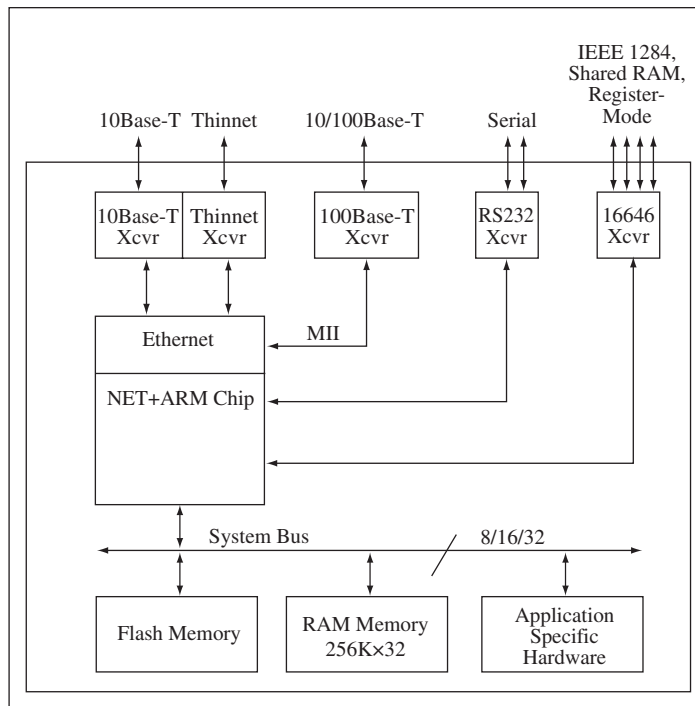 IEEE 1284,
Shared RAM,
Register-
Mode
10Base-T Thinnet 10/100Base-T Serial
10Base-T
Xcvr
Thinnet
Xcvr
100Base-T
Xcvr
RS232
Xcvr
16646
Xcvr
Ethernet
MII
NET+ARM Chip
System Bus 8/16/32
Flash Memory
RAM Memory
256K×32
Application
Specific
Hardware